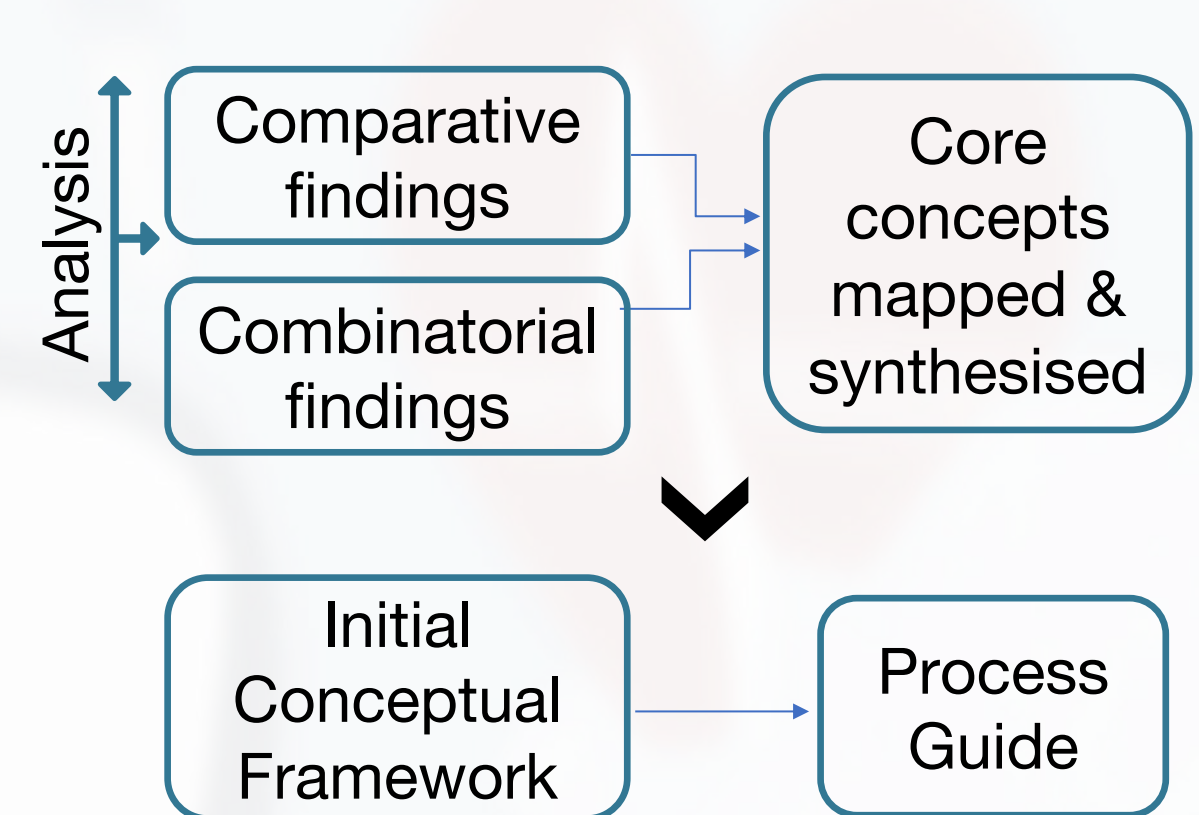 Analysis
Comparative
findings
Combinatorial
findings
Core
concepts
mapped &
synthesised
Initial
Conceptual
Framework
Process
Guide